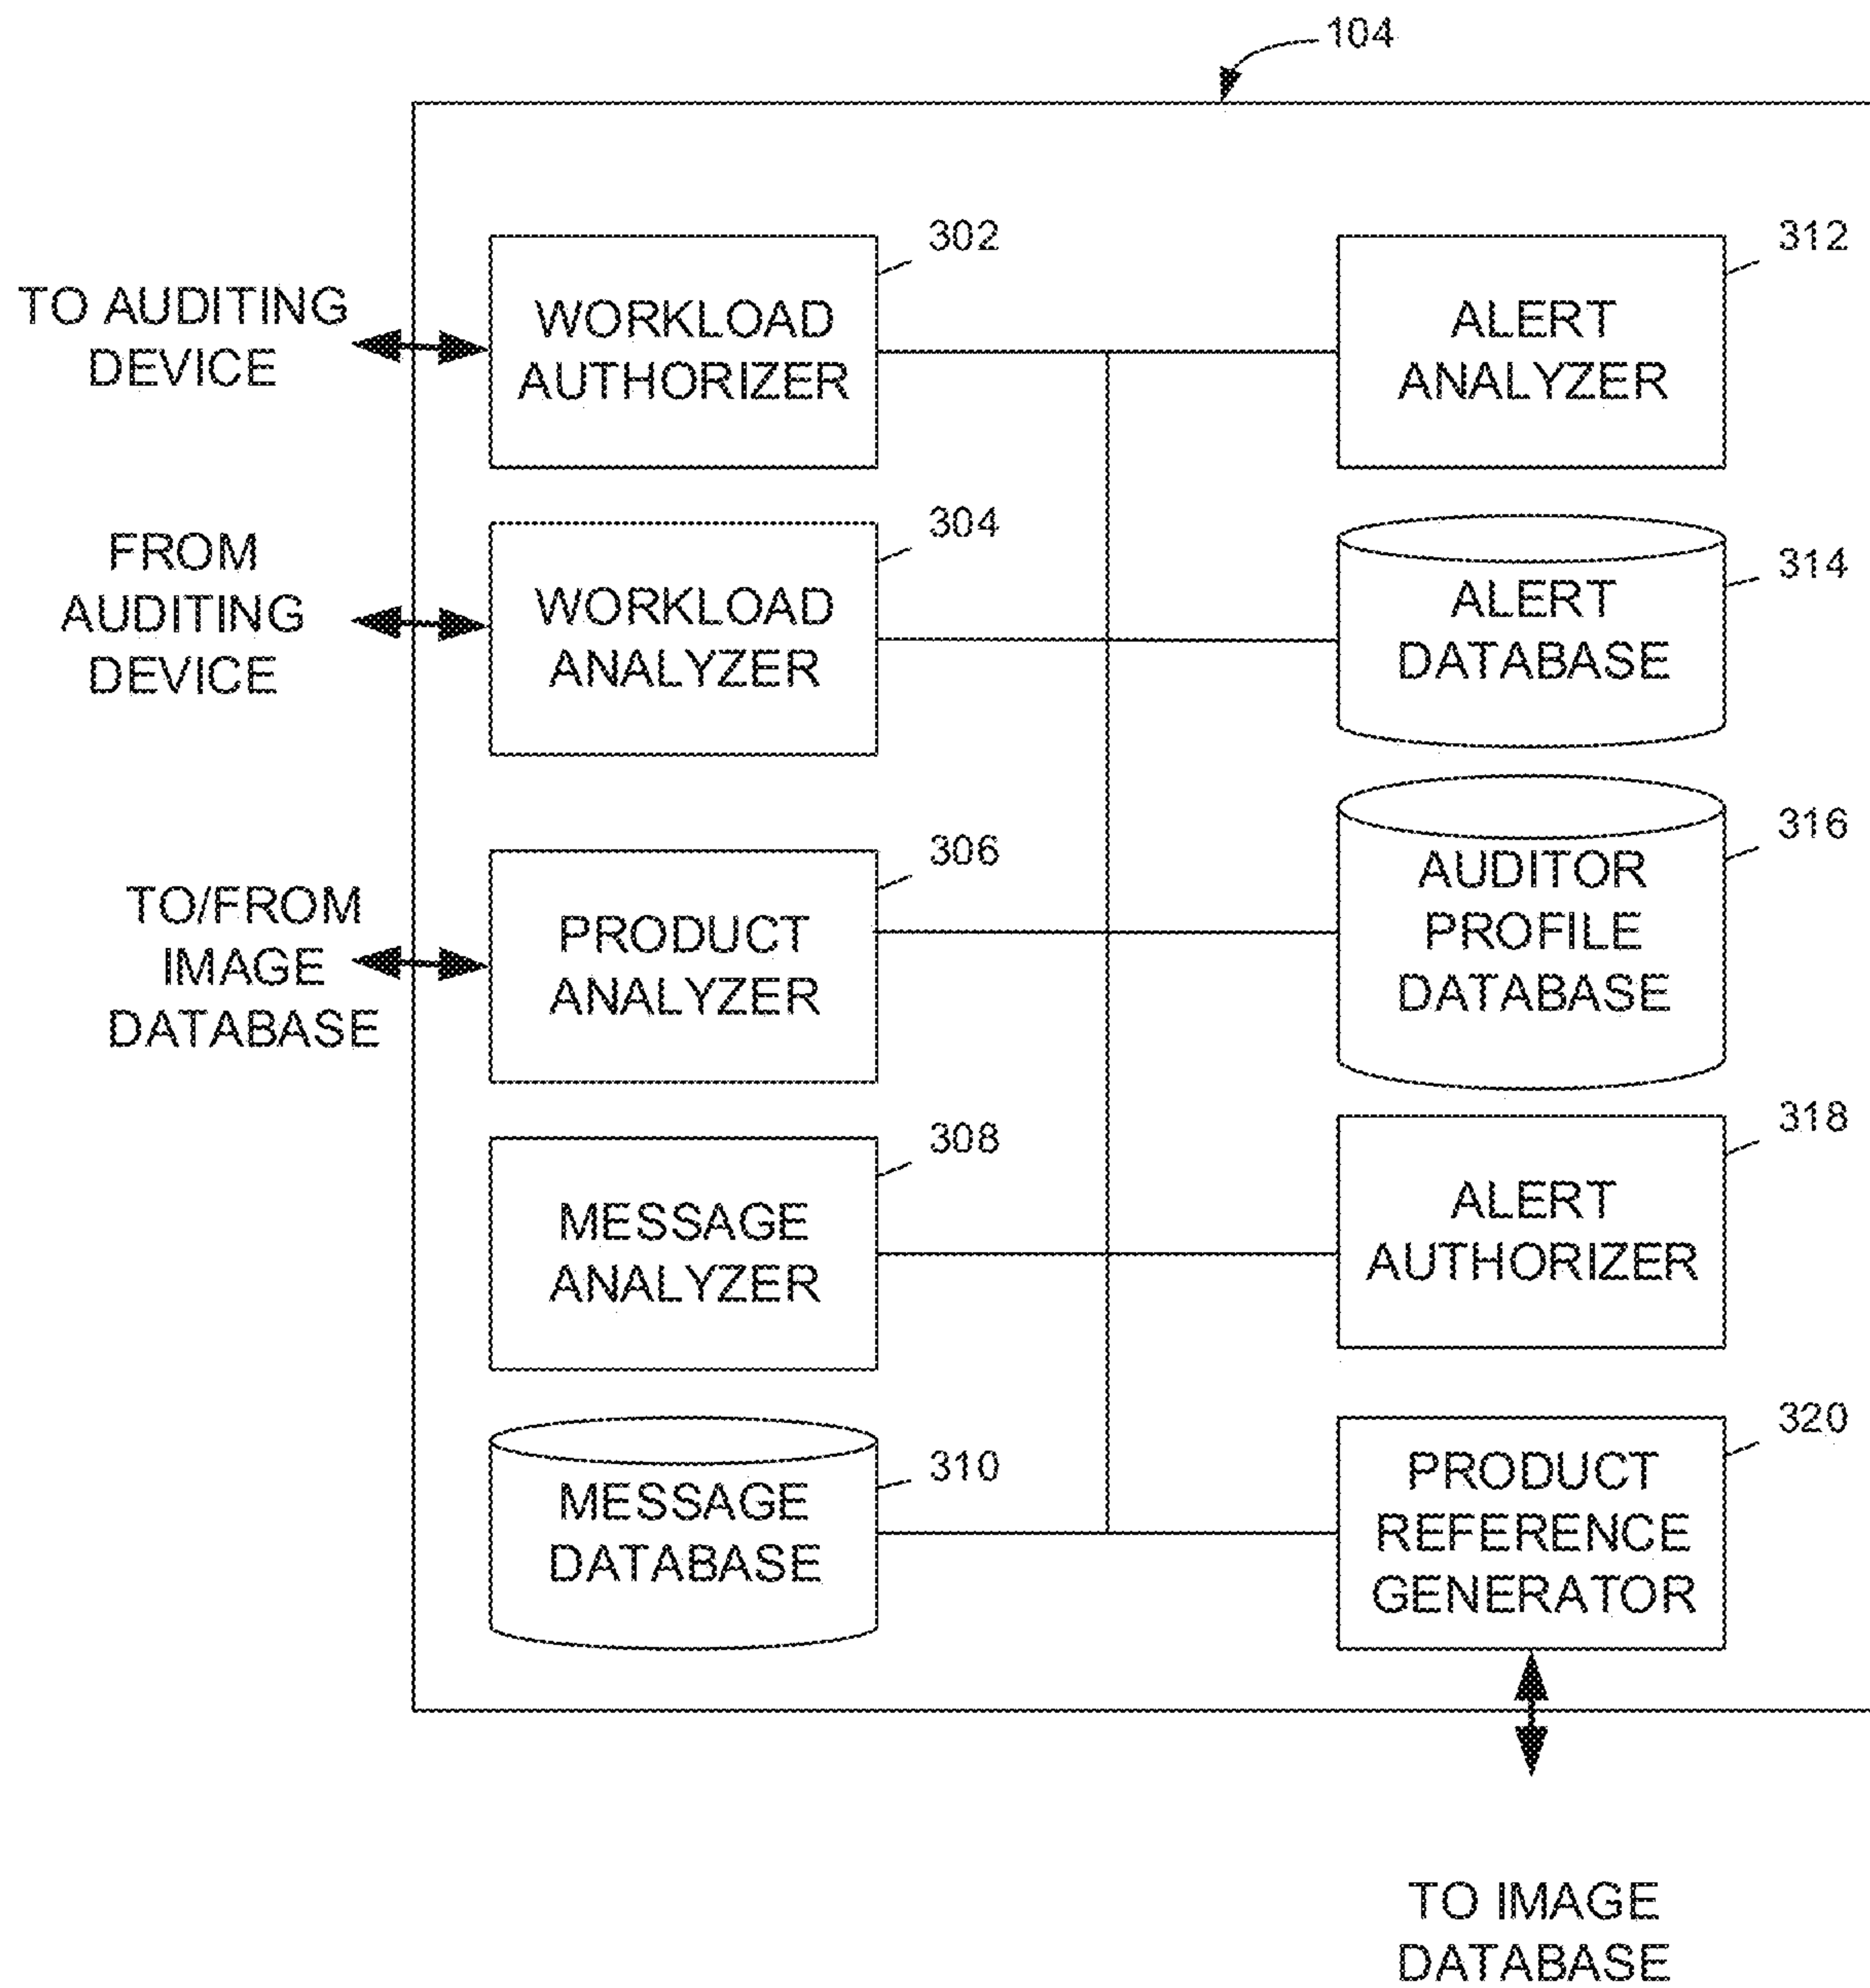 104
302
WORKLOAD
AUTHORIZER
312
ALERT
ANALYZER
TO AUDITING
DEVICE
304
WORKLOAD
ANALYZER
314
ALERT
DATABASE
FROM
AUDITING
DEVICE
306
PRODUCT
ANALYZER
316
AUDITOR
PROFILE
DATABASE
TO/FROM
IMAGE
DATABASE
308
MESSAGE
ANALYZER
318
ALERT
AUTHORIZER
310
MESSAGE
DATABASE
320
PRODUCT
REFERENCE
GENERATOR
TO IMAGE
DATABASE